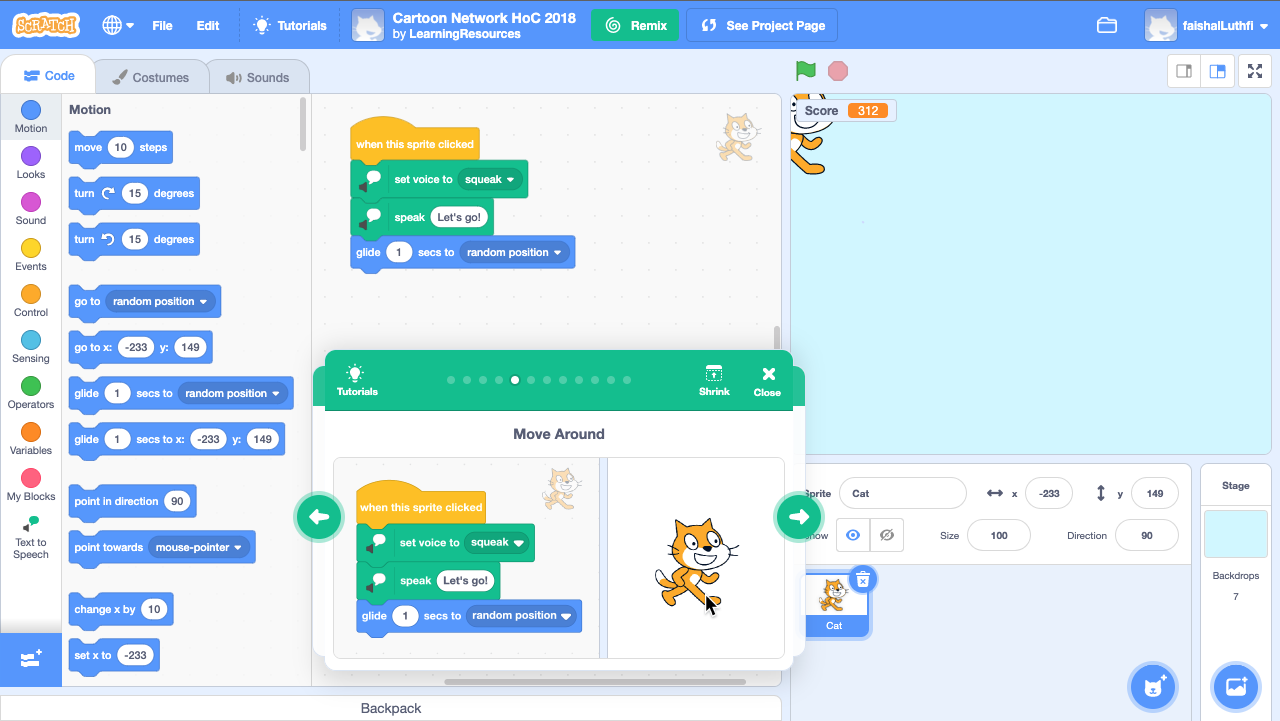 SCRATCH
File
Edit
Tutorials
Cartoon Network HoC 2018
by LearningResources
Remix
See Project Page
faishalLuthfi
Code
Costumes
Sounds
Motion
Looks
Sound
Events
Control
Sensing
Operators
Variables
My Blocks
Text to
Speech
Motion
move 10 steps
turn 15 degrees
turn 15 degrees
go to random position
go to x: -233 y: 149
glide 1 secs to random position
glide 1 secs to x: -233 y: 149
point in direction 90
point towards mouse-pointer
change x by 10
set x to -233
when this sprite clicked
set voice to squeak
speak Let's go!
glide 1 secs to random position
Tutorials
Shrink
Close
Move Around
when this sprite clicked
set voice to squeak
speak Let's go!
glide 1 secs to random position
Backpack
Score 312
Sprite Cat x -233 y 149
Show Size 100 Direction 90
Cat
Stage
Backdrops
7